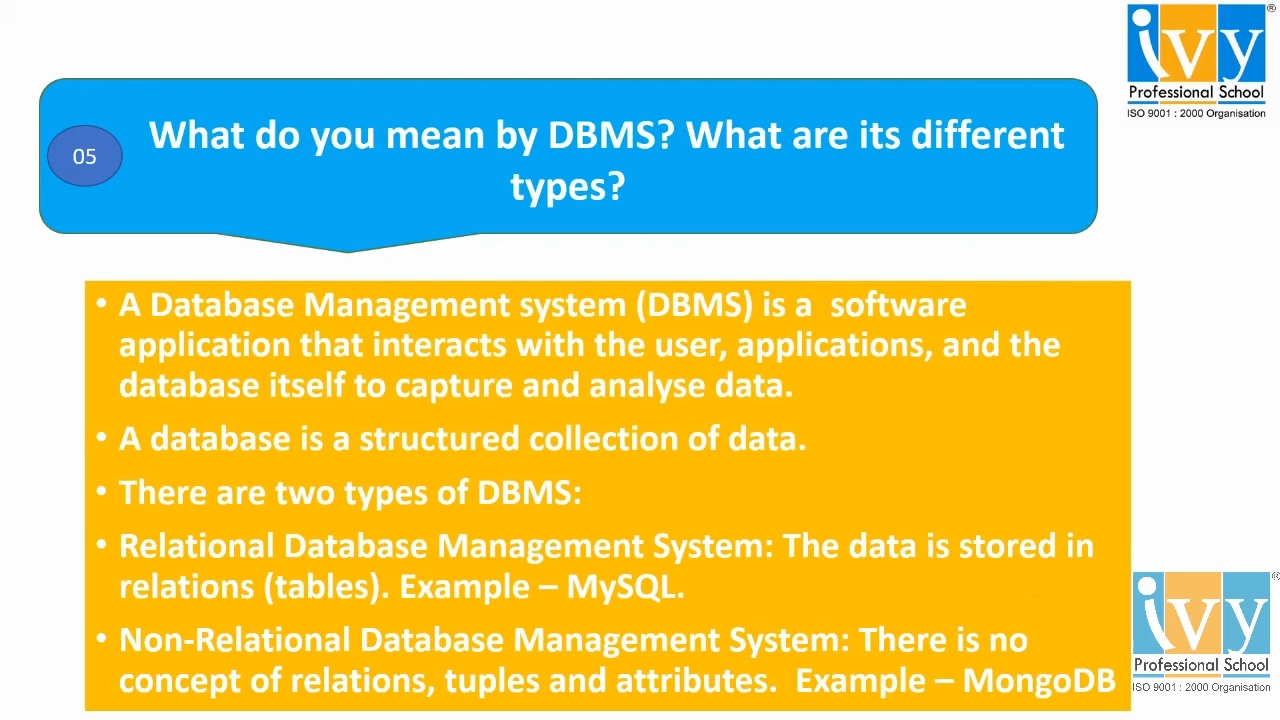 ivy®
Professional School
ISO 9001 : 2000 Organisation
05
What do you mean by DBMS? What are its different
types?
• A Database Management system (DBMS) is a  software
application that interacts with the user, applications, and the
database itself to capture and analyse data.
• A database is a structured collection of data.
• There are two types of DBMS:
• Relational Database Management System: The data is stored in
relations (tables). Example – MySQL.
• Non-Relational Database Management System: There is no
concept of relations, tuples and attributes.  Example – MongoDB
ivy®
Professional School
ISO 9001 : 2000 Organisation